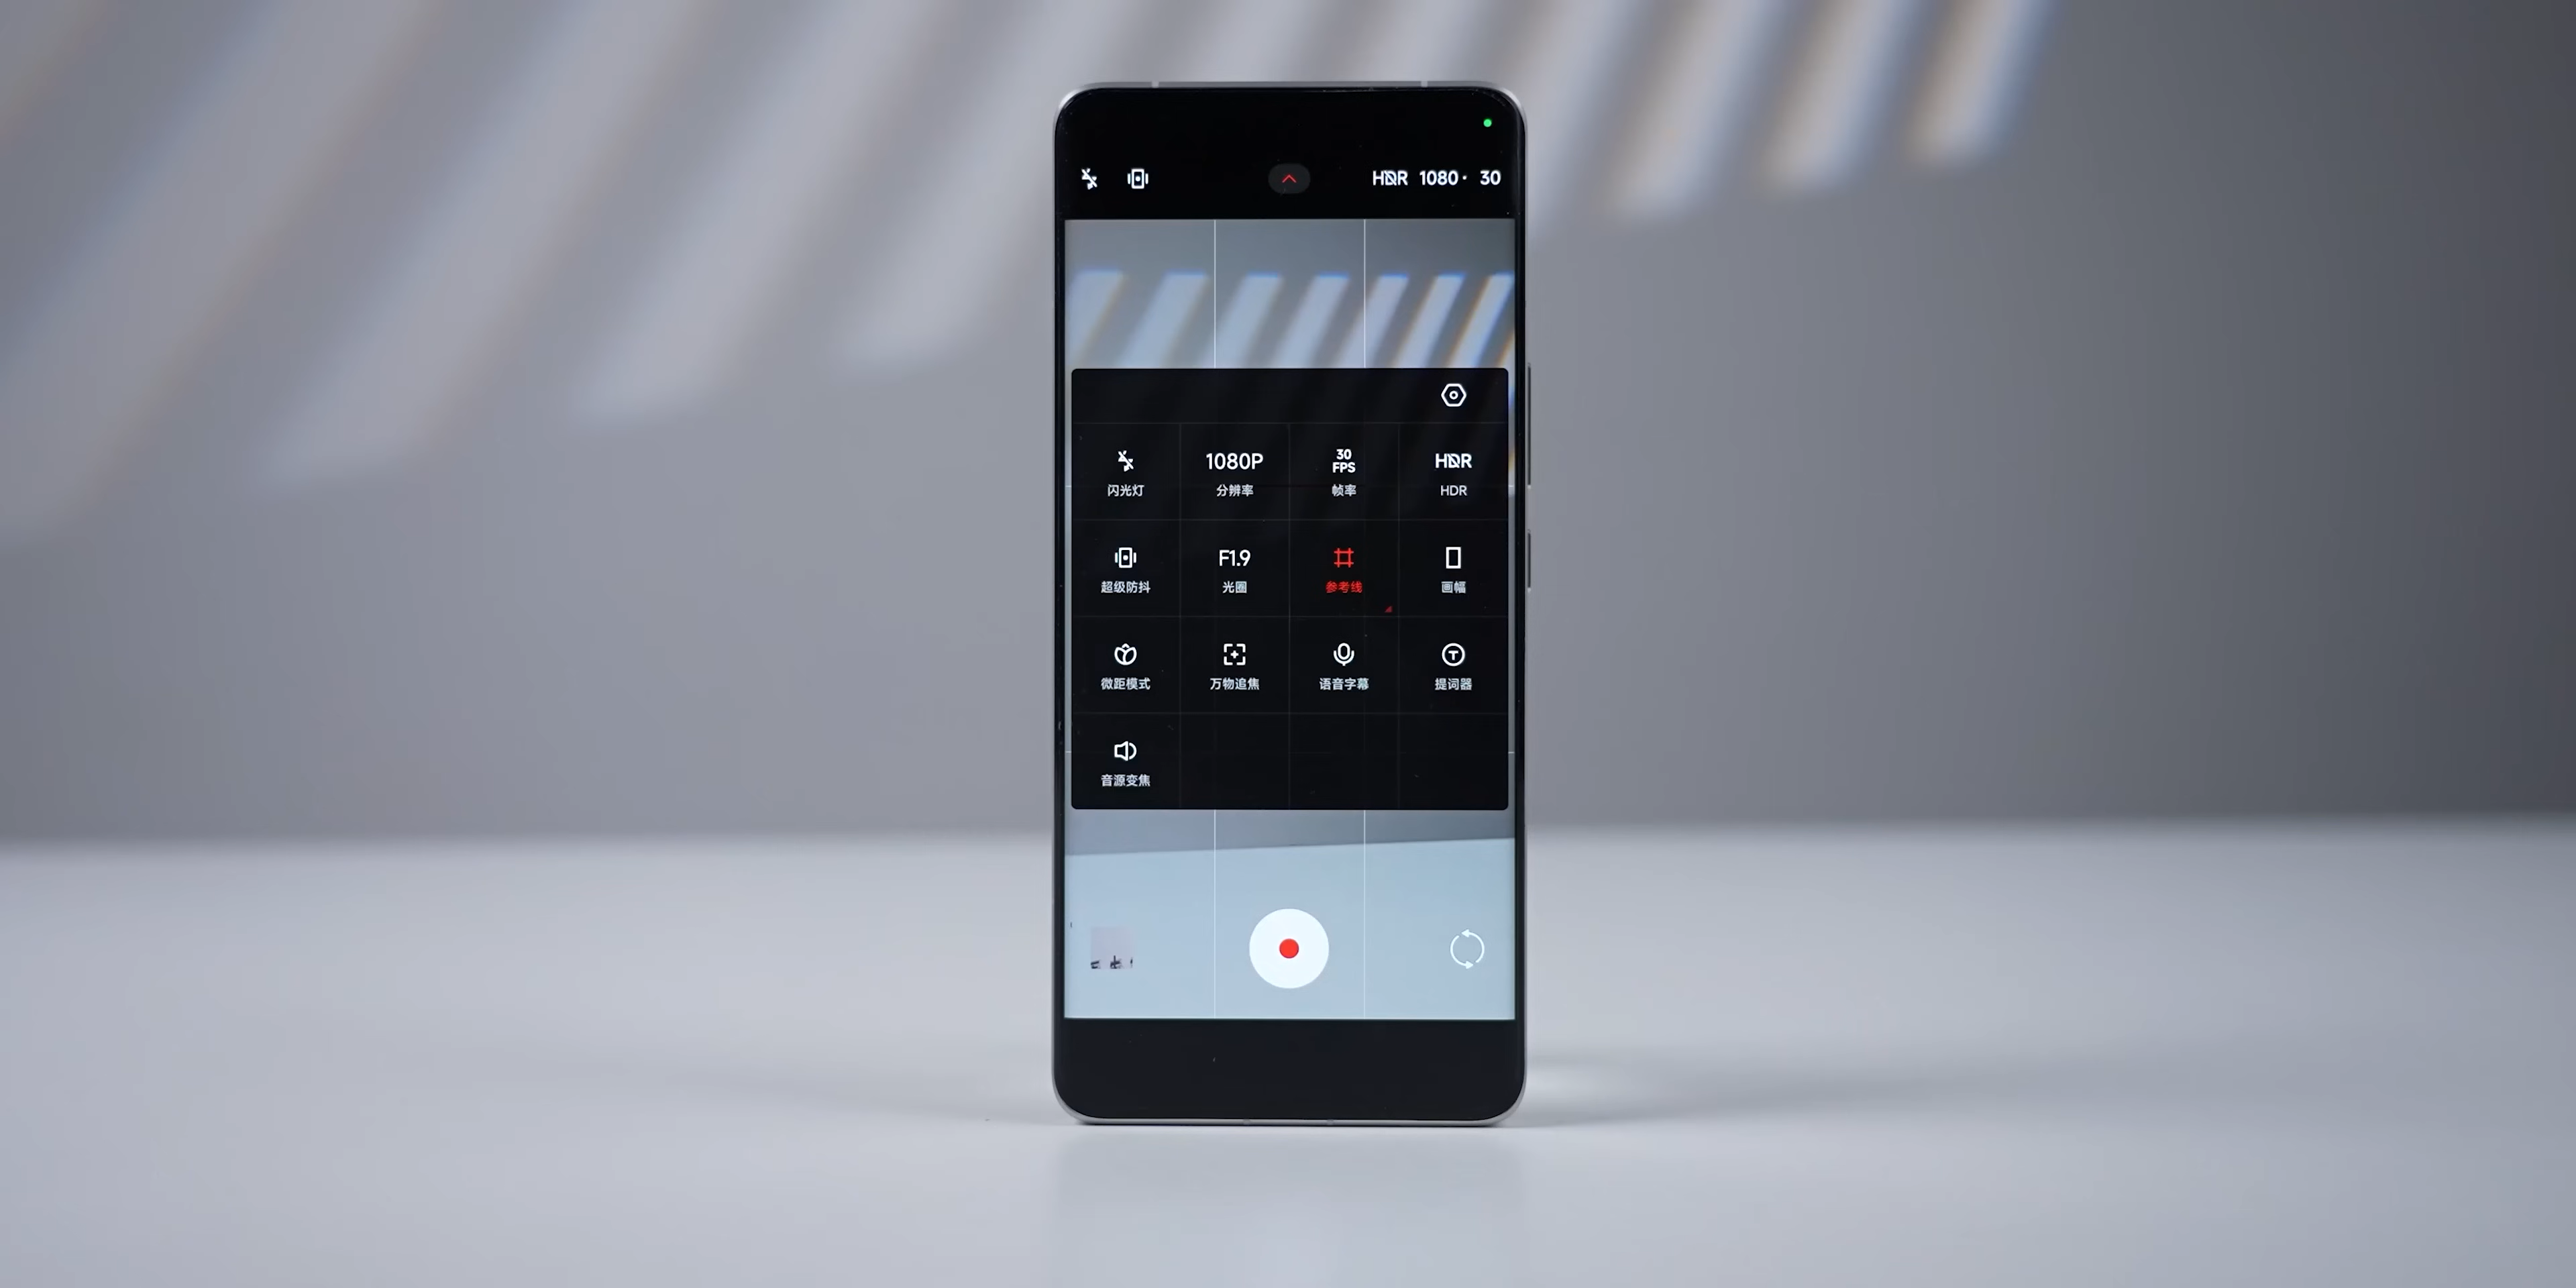 HDR 1080· 30
1080P
30
FPS
HDR
闪光灯
分辨率
帧率
HDR
F1.9
超级防抖
光圈
参考线
画幅
微距模式
万物追焦
语音字幕
提词器
音源变焦